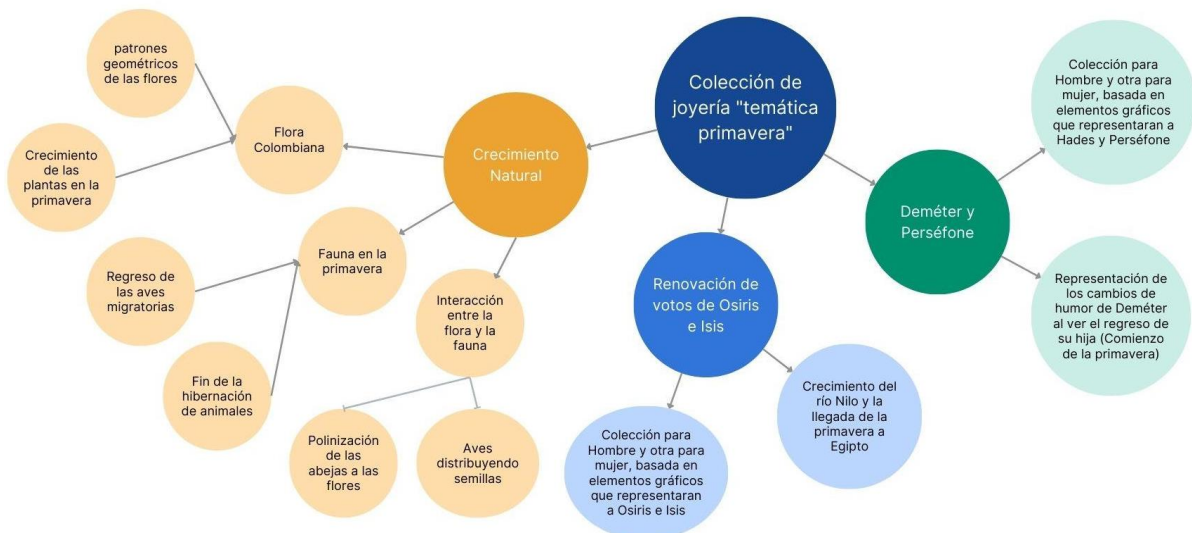 Colección de
joyería "temática
primavera"
Crecimiento
Natural
Flora
Colombiana
patrones
geométricos
de las flores
Crecimiento
de las
plantas en la
primavera
Fauna en la
primavera
Regreso de
las aves
migratorias
Fin de la
hibernación
de animales
Interacción
entre la
flora y la
fauna
Polinización
de las
abejas a las
flores
Aves
distribuyendo
semillas
Renovación de
votos de Osiris
e Isis
Colección para
Hombre y otra para
mujer, basada en
elementos gráficos
que representaran
a Osiris e Isis
Crecimiento del
río Nilo y la
llegada de la
primavera a
Egipto
Deméter y
Perséfone
Colección para
Hombre y otra para
mujer, basada en
elementos gráficos
que representaran a
Hades y Perséfone
Representación de
los cambios de
humor de Deméter
al ver el regreso de
su hija (Comienzo
de la primavera)